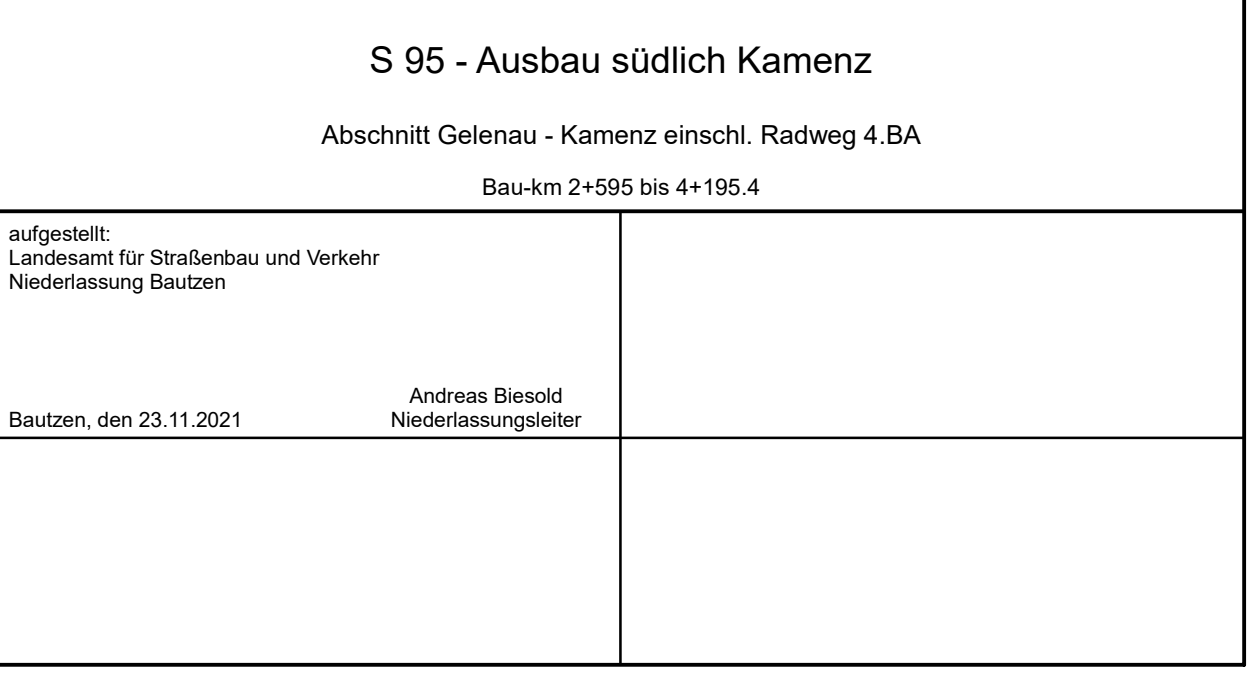 S 95 - Ausbau südlich Kamenz
Abschnitt Gelenau - Kamenz einschl. Radweg 4.BA
Bau-km 2+595 bis 4+195.4
aufgestellt:
Landesamt für Straßenbau und Verkehr
Niederlassung Bautzen
Andreas Biesold
Bautzen, den 23.11.2021 Niederlassungsleiter